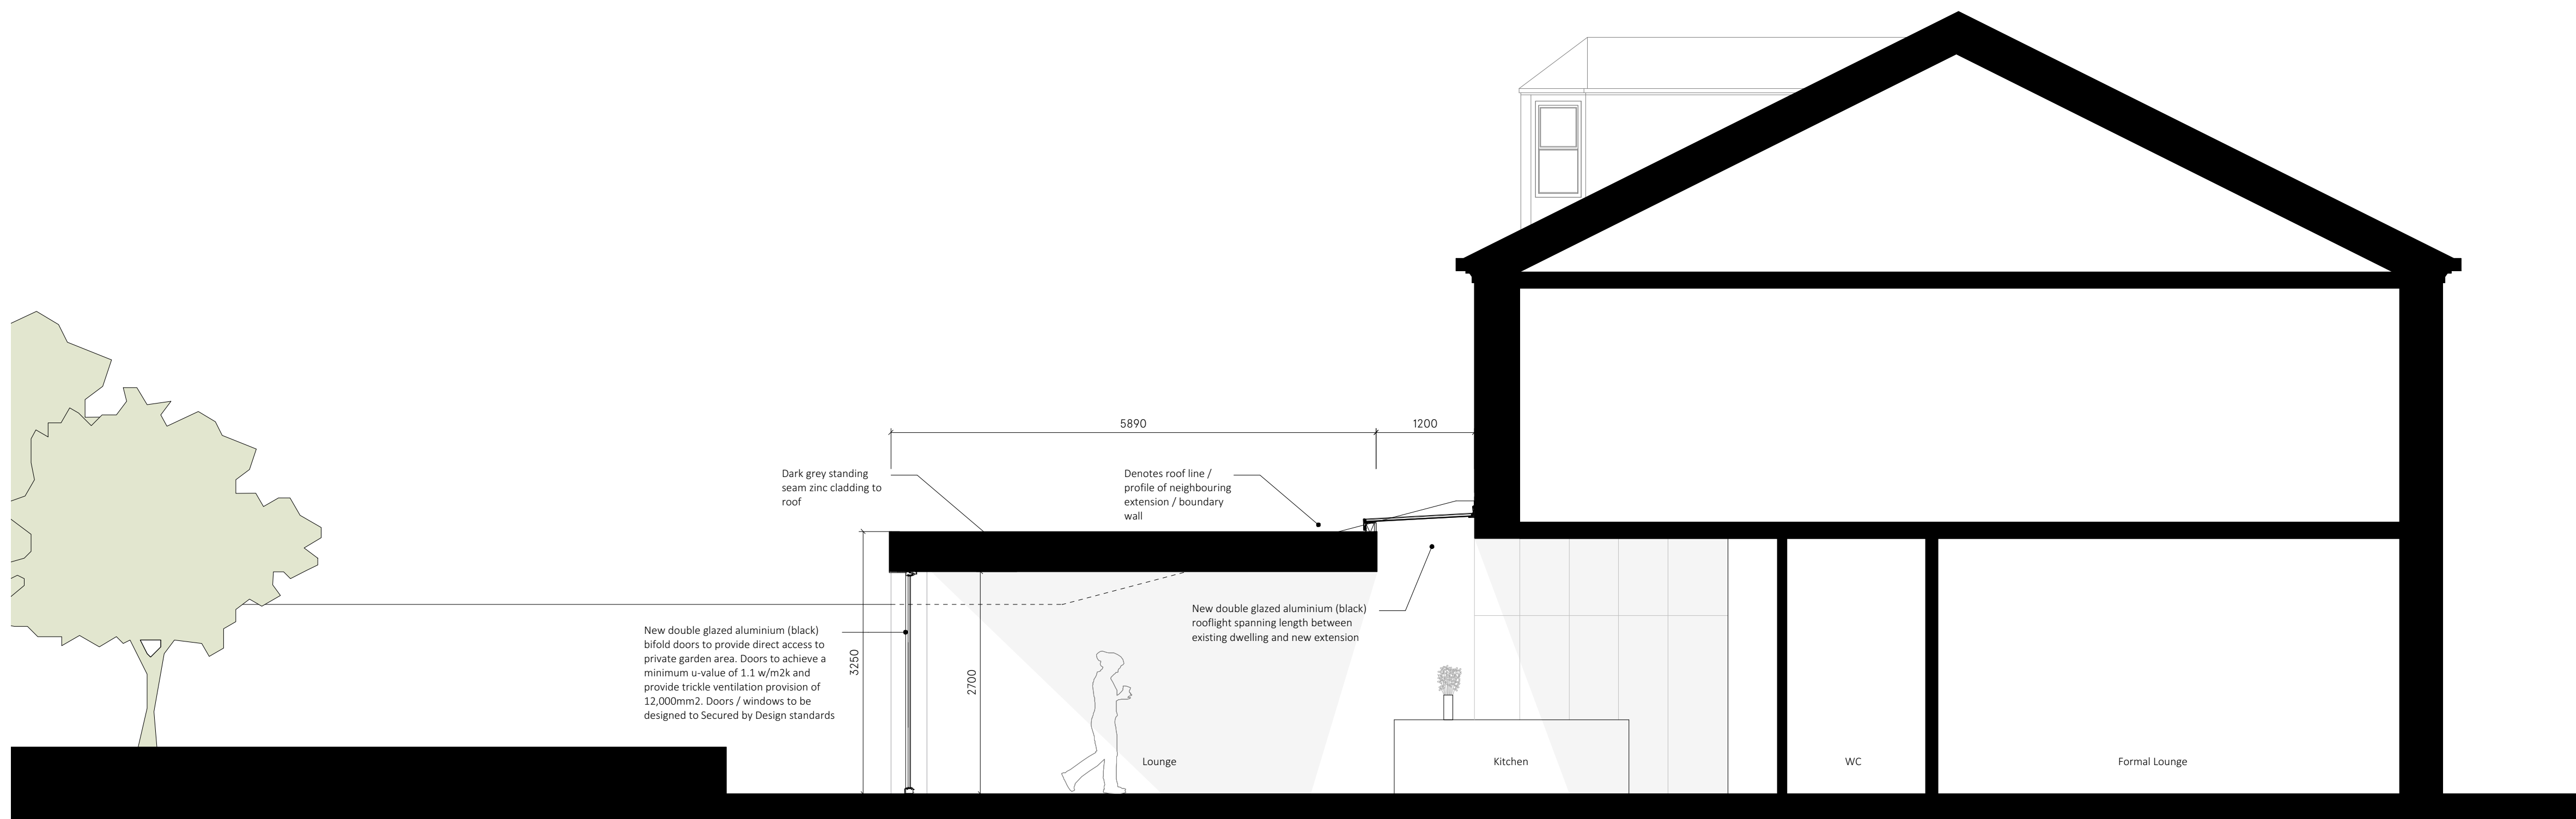 5890
1200
Dark grey standing
seam zinc cladding to
roof
Denotes roof line /
profile of neighbouring
extension / boundary
wall
New double glazed aluminium (black)
rooflight spanning length between
existing dwelling and new extension
New double glazed aluminium (black)
bifold doors to provide direct access to
private garden area. Doors to achieve a
minimum u-value of 1.1 w/m2k and
provide trickle ventilation provision of
12,000mm2. Doors / windows to be
designed to Secured by Design standards
3250
2700
Lounge
Kitchen
WC
Formal Lounge